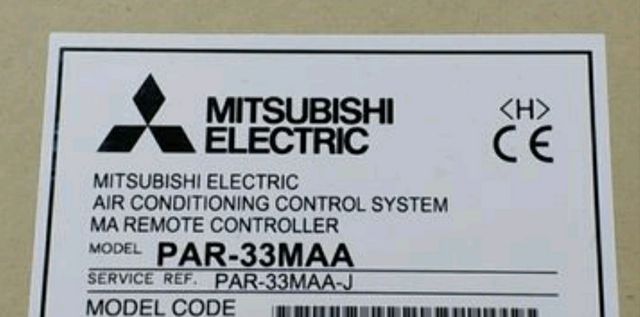 MITSUBISHI
ELECTRIC
<H>
CE
MITSUBISHI ELECTRIC
AIR CONDITIONING CONTROL SYSTEM
MA REMOTE CONTROLLER
MODEL PAR-33MAA
SERVICE REF. PAR-33MAA-J
MODEL CODE